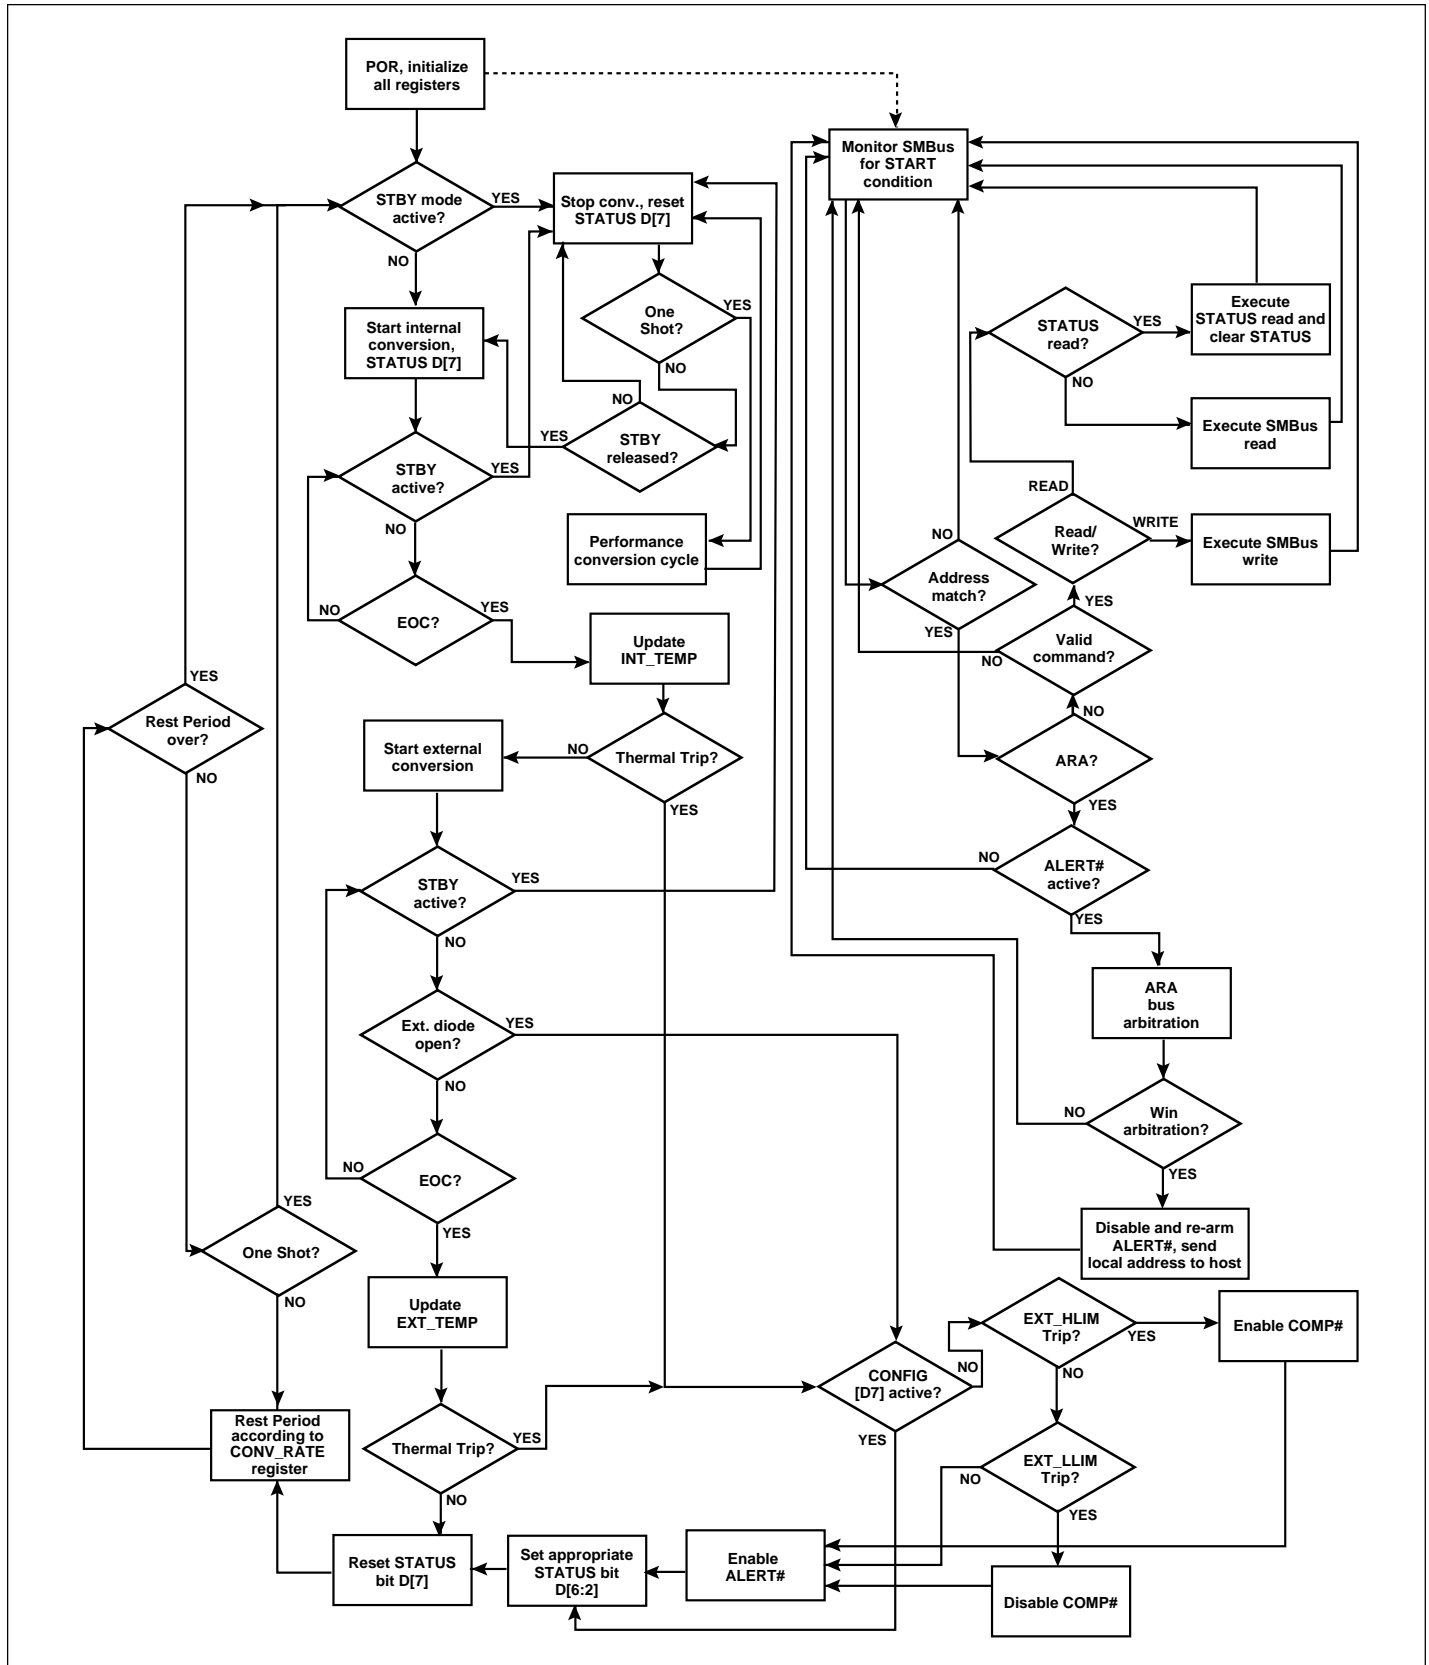 POR, initialize
all registers
Monitor SMBus
for START
condition
STBY mode
active?
YES
NO
Stop conv., reset
STATUS D[7]
One
Shot?
YES
NO
Start internal
conversion,
STATUS D[7]
STBY
released?
NO
YES
STBY
active?
YES
NO
Performance
conversion cycle
EOC?
NO
YES
Update
INT_TEMP
Rest Period
over?
YES
NO
Start external
conversion
Thermal Trip?
NO
YES
STBY
active?
YES
NO
Ext. diode
open?
YES
NO
EOC?
NO
YES
One Shot?
YES
NO
Update
EXT_TEMP
Rest Period
according to
CONV_RATE
register
Thermal Trip?
YES
NO
Reset STATUS
bit D[7]
Set appropriate
STATUS bit
D[6:2]
Enable
ALERT#
CONFIG
[D7] active?
NO
YES
EXT_HLIM
Trip?
YES
NO
Enable COMP#
EXT_LLIM
Trip?
NO
YES
Disable COMP#
STATUS
read?
YES
NO
Execute
STATUS read and
clear STATUS
Execute SMBus
read
READ
Read/
Write?
WRITE
Execute SMBus
write
YES
NO
Address
match?
YES
Valid
command?
NO
NO
ARA?
YES
ALERT#
active?
NO
YES
ARA
bus
arbitration
Win
arbitration?
NO
YES
Disable and re-arm
ALERT#, send
local address to host